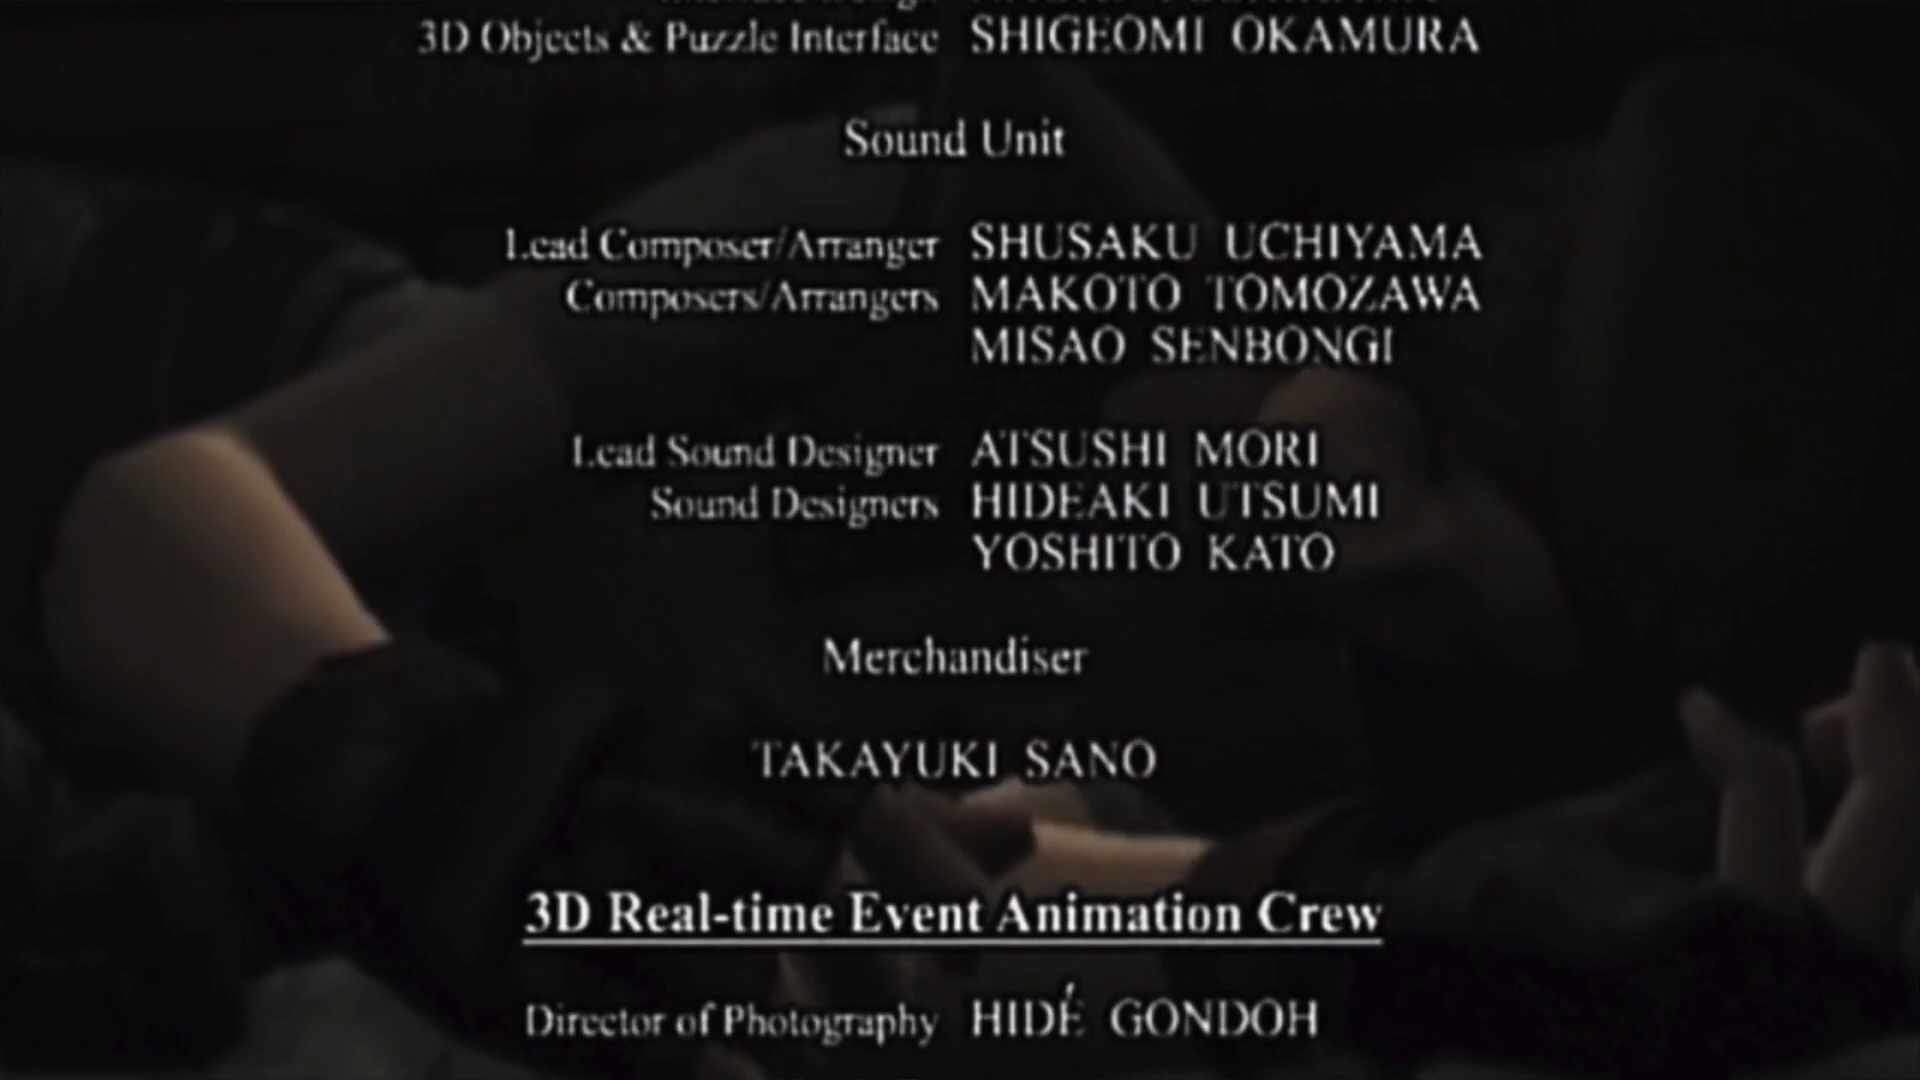 3D Objects & Puzzle Interface SHIGEOMI OKAMURA
Sound Unit
Lead Composer/Arranger SHUSAKU UCHIYAMA
Composers/Arrangers MAKOTO TOMOZAWA
MISAO SENBONGI
Lead Sound Designer ATSUSHI MORI
Sound Designers HIDEAKI UTSUMI
YOSHITO KATO
Merchandiser
TAKAYUKI SANO
3D Real-time Event Animation Crew
Director of Photography HIDÉ GONDOH